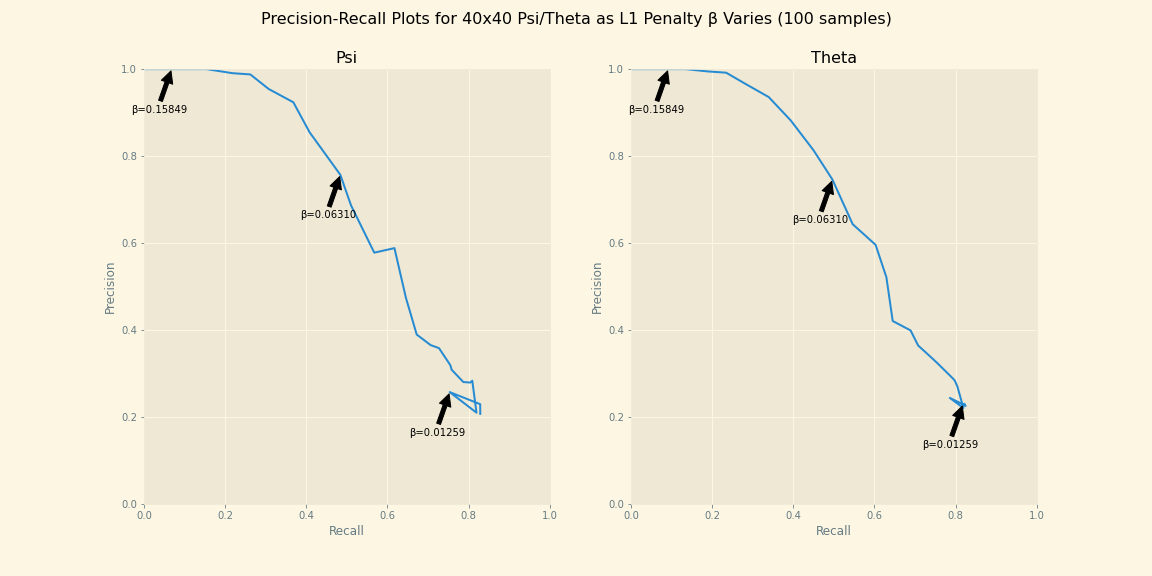 Precision-Recall Plots for 40x40 Psi/Theta as L1 Penalty β Varies (100 samples)
Psi
1.0
0.8
0.6
0.4
0.2
0.0
Precision
β=0.15849
β=0.06310
β=0.01259
0.0 0.2 0.4 0.6 0.8 1.0
Recall
Theta
1.0
0.8
0.6
0.4
0.2
0.0
Precision
β=0.15849
β=0.06310
β=0.01259
0.0 0.2 0.4 0.6 0.8 1.0
Recall